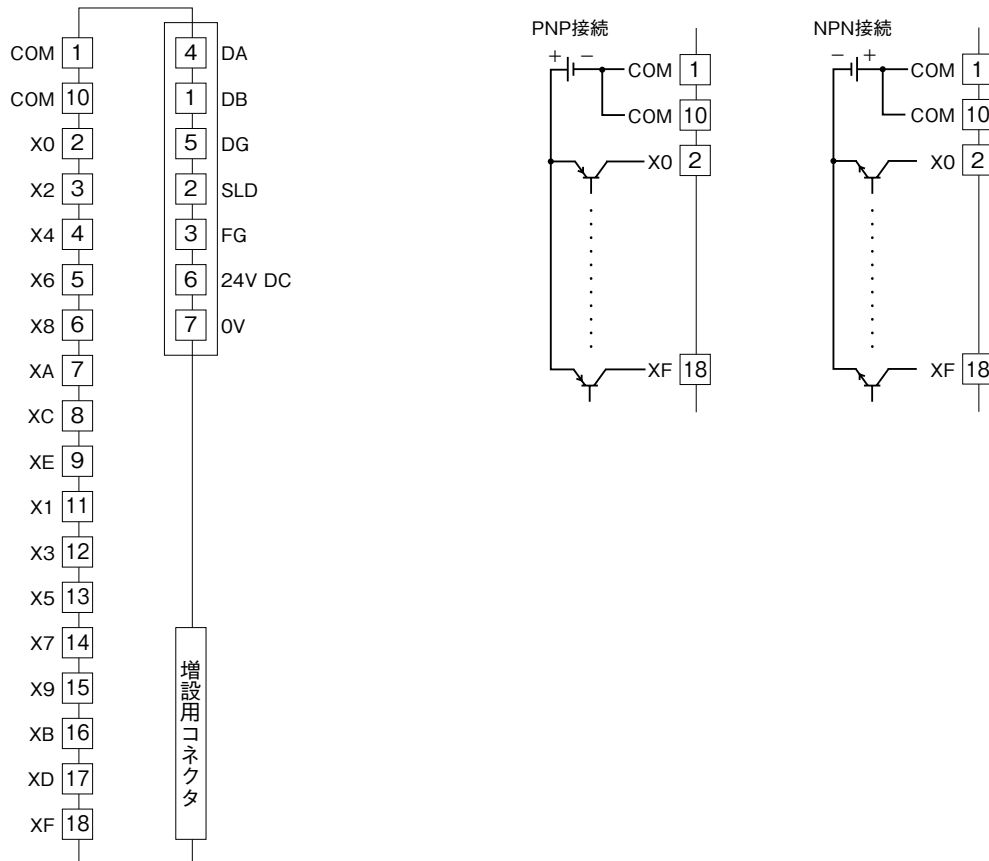 COM 1
COM 10
X0 2
X2 3
X4 4
X6 5
X8 6
XA 7
XC 8
XE 9
X1 11
X3 12
X5 13
X7 14
X9 15
XB 16
XD 17
XF 18
4 DA
1 DB
5 DG
2 SLD
3 FG
6 24V DC
7 0V
増設用コネクタ
PNP接続
+ −
COM 1
COM 10
X0 2
XF 18
NPN接続
− +
COM 1
COM 10
X0 2
XF 18